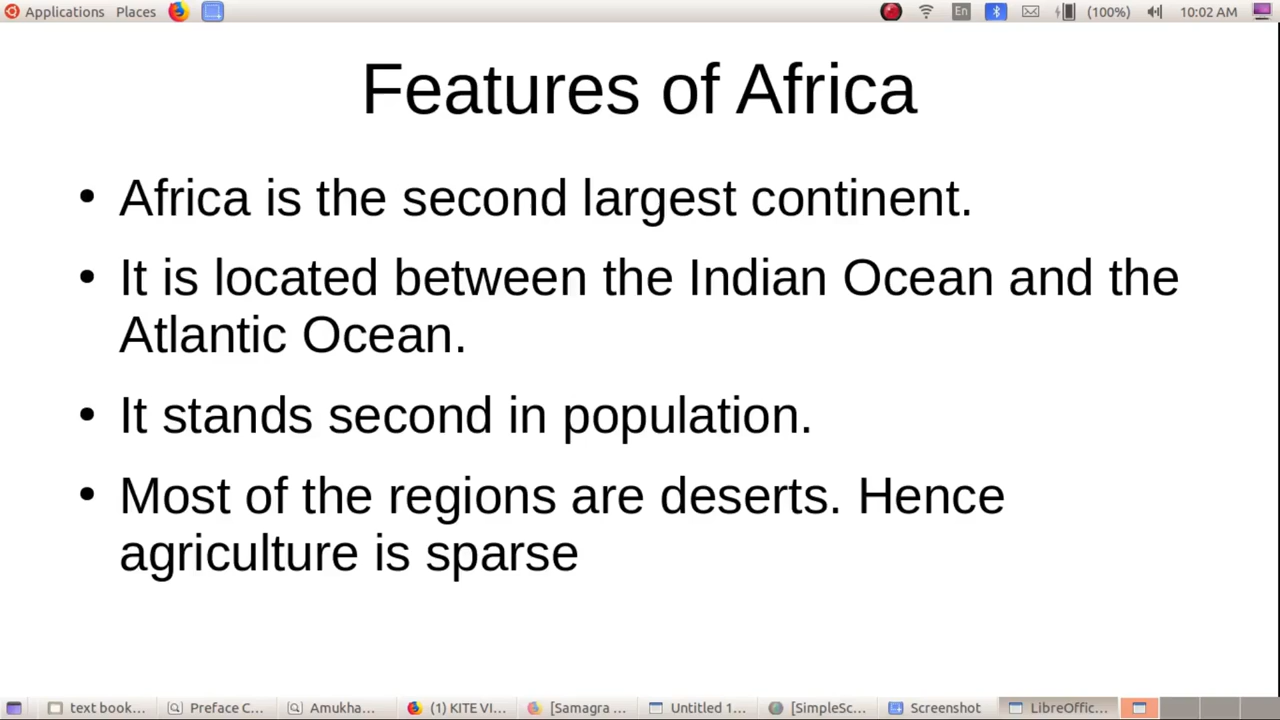 Applications Places En (100%) 10:02 AM
Features of Africa
• Africa is the second largest continent.
• It is located between the Indian Ocean and the
Atlantic Ocean.
• It stands second in population.
• Most of the regions are deserts. Hence
agriculture is sparse
text book... Preface C... Amukha... (1) KITE VI... [Samagra ... Untitled 1... [SimpleSc... Screenshot LibreOffic...